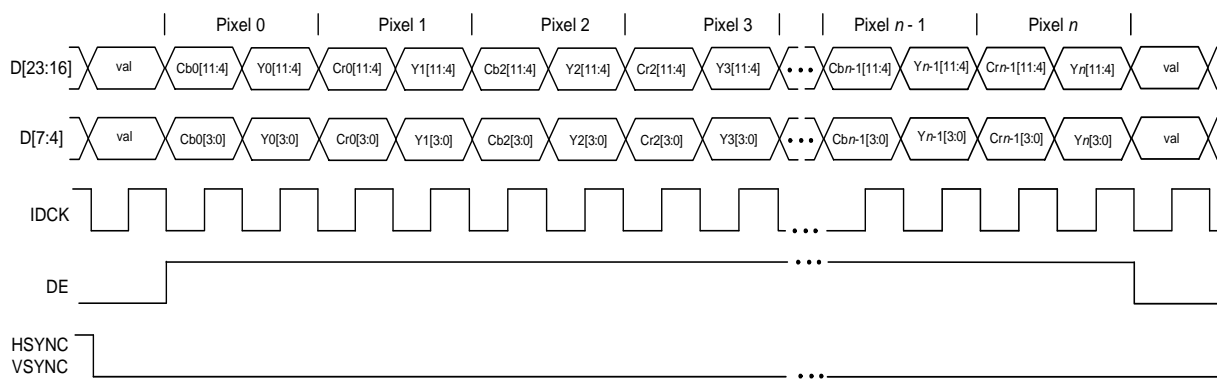 Pixel 0 Pixel 1 Pixel 2 Pixel 3 Pixel n - 1 Pixel n
D[23:16] val Cb0[11:4] Y0[11:4] Cr0[11:4] Y1[11:4] Cb2[11:4] Y2[11:4] Cr2[11:4] Y3[11:4] ••• Cbn-1[11:4] Yn-1[11:4] Crn-1[11:4] Yn[11:4] val
D[7:4] val Cb0[3:0] Y0[3:0] Cr0[3:0] Y1[3:0] Cb2[3:0] Y2[3:0] Cr2[3:0] Y3[3:0] ••• Cbn-1[3:0] Yn-1[3:0] Crn-1[3:0] Yn[3:0] val
IDCK •••
DE •••
HSYNC
VSYNC •••